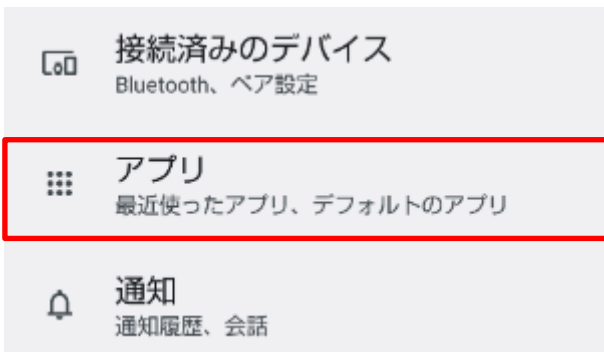 接続済みのデバイス
Bluetooth、ペア設定
アプリ
最近使ったアプリ、デフォルトのアプリ
通知
通知履歴、会話